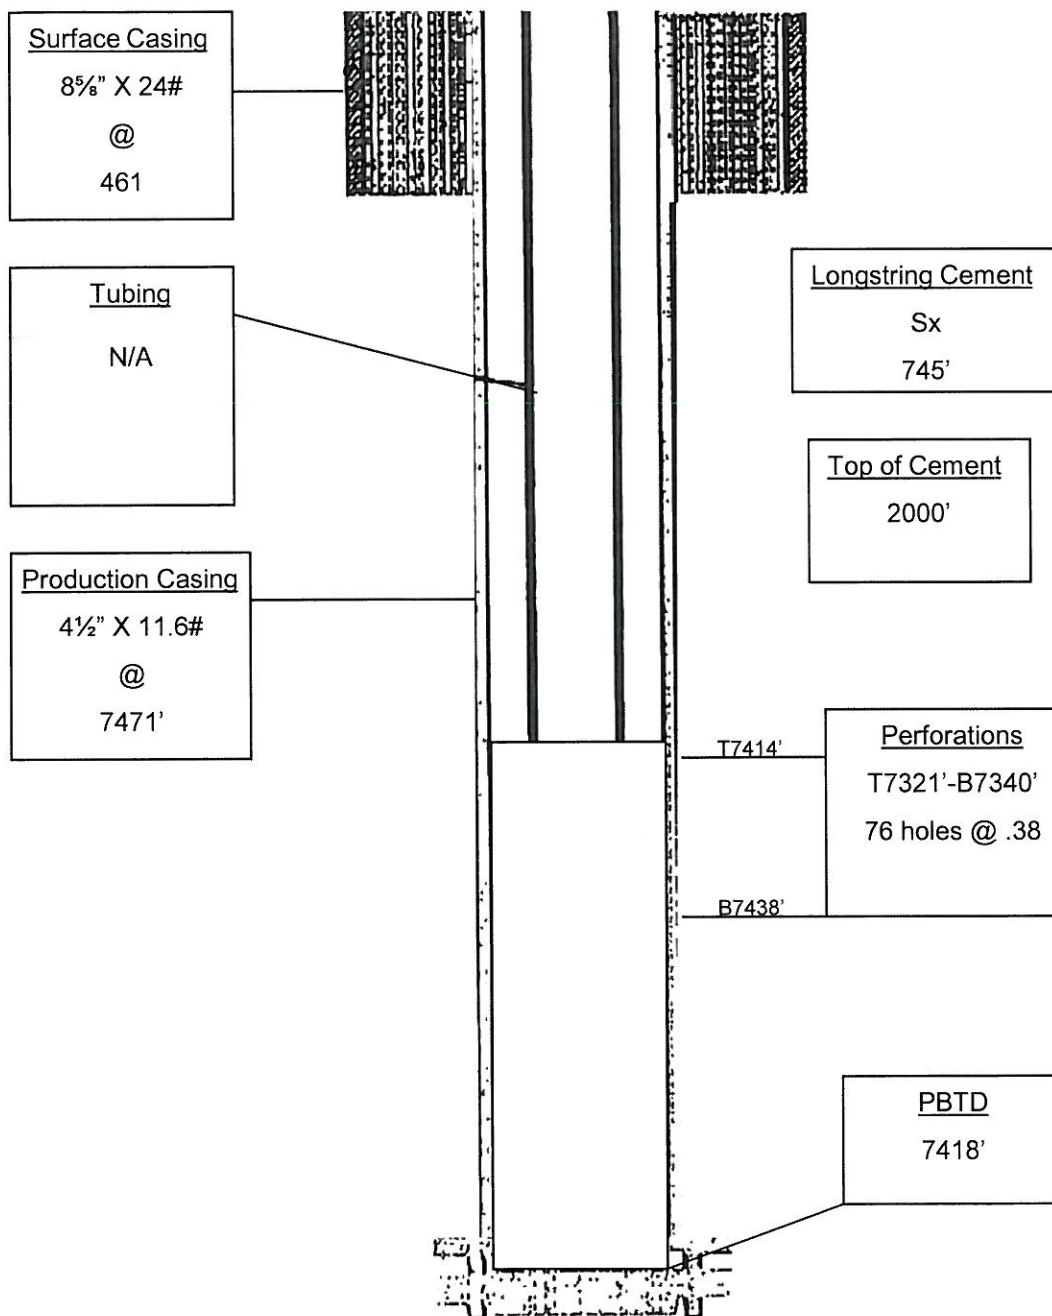 Surface Casing
8⅝” X 24#
@
461
Tubing
N/A
Production Casing
4½” X 11.6#
@
7471’
Longstring Cement
Sx
745’
Top of Cement
2000’
T7414’
B7438’
Perforations
T7321’-B7340’
76 holes @ .38
PBTD
7418’